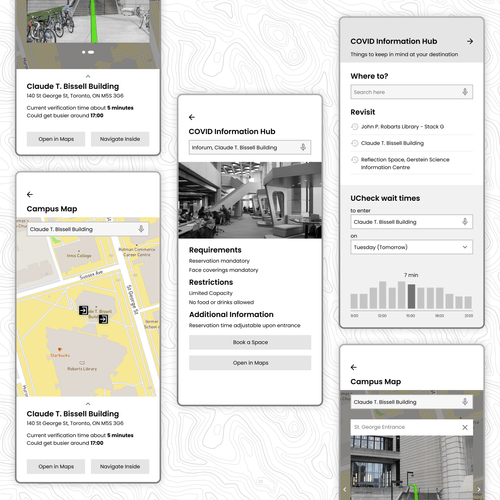 Claude T. Bissell Building
140 St George St, Toronto, ON M5S 3G6
Current verification time about 5 minutes
Could get busier around 17:00
Open in Maps
Navigate Inside
Campus Map
Claude T. Bissell Building
Innis College
Rotman Commerce
Career Centre
Sussex Ave
St George St
de T. Bissell
Build
Starbucks
Robarts Library
Claude T. Bissell Building
140 St George St, Toronto, ON M5S 3G6
Current verification time about 5 minutes
Could get busier around 17:00
Open in Maps
Navigate Inside
COVID Information Hub
Inforum, Claude T. Bissell Building
Requirements
Reservation mandatory
Face coverings mandatory
Restrictions
Limited Capacity
No food or drinks allowed
Additional Information
Reservation time adjustable upon entrance
Book a Space
Open in Maps
COVID Information Hub
Things to keep in mind at your destination
Where to?
Search here
Revisit
John P. Robarts Library - Stack G
Claude T. Bissell Building
Reflection Space, Gerstein Science
Information Centre
UCheck wait times
to enter
Claude T. Bissell Building
on
Tuesday (Tomorrow)
7 min
9:00 12:00 15:00 18:00 21:00
Campus Map
Claude T. Bissell Building
St. George Entrance